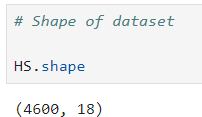 # Shape of dataset
HS.shape
(4600, 18)